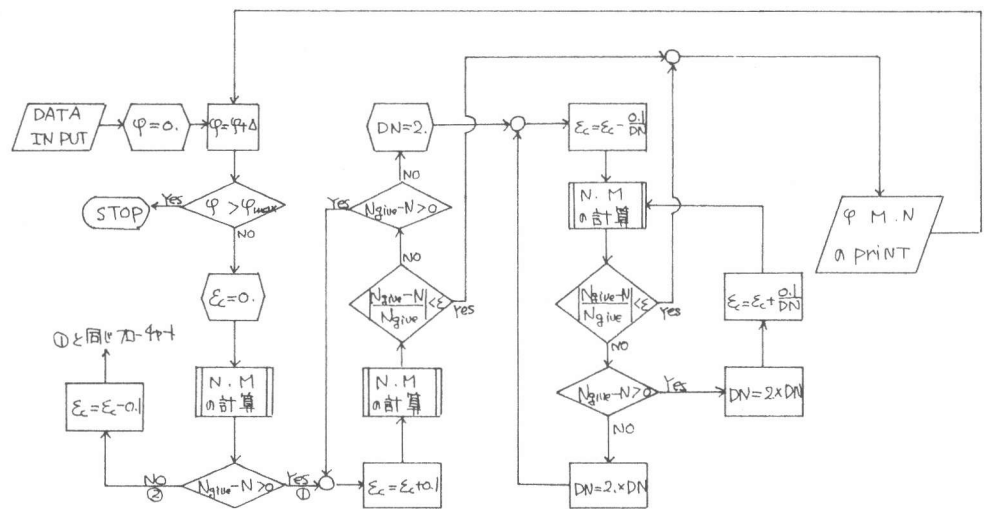 DATA
IN PUT
φ=0.
φ=φ+Δ
φ>φmax
Yes
STOP
NO
εc=0.
N.M
の計算
Ngive-N>0
NO
②
Yes
①
εc=εc-0.1
①と同じフローチャート
εc=εc+0.1
N.M
の計算
|Ngive-N / Ngive|<ε
Yes
NO
Ngive-N>0
Yes
NO
DN=2.
εc=εc-0.1/DN
N.M
の計算
|Ngive-N / Ngive|<ε
Yes
NO
Ngive-N>0
Yes
NO
DN=2.×DN
DN=2×DN
εc=εc+0.1/DN
φ M.N
の PRINT